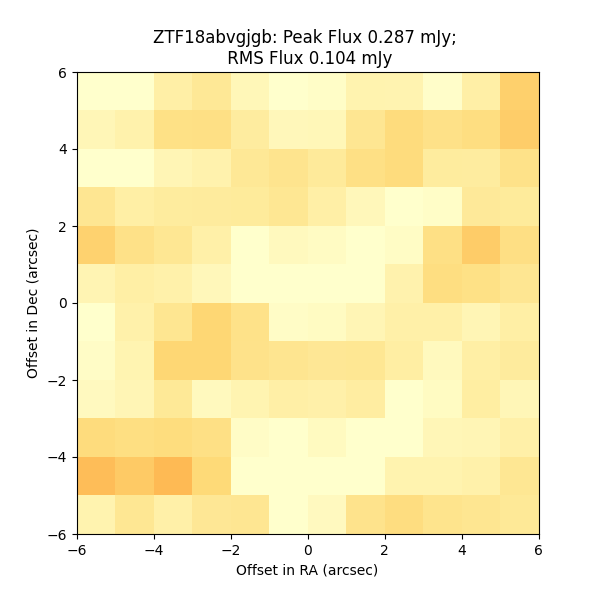 ZTF18abvgjgb: Peak Flux 0.287 mJy;
RMS Flux 0.104 mJy
6
4
2
0
−2
−4
−6
Offset in Dec (arcsec)
−6 −4 −2 0 2 4 6
Offset in RA (arcsec)